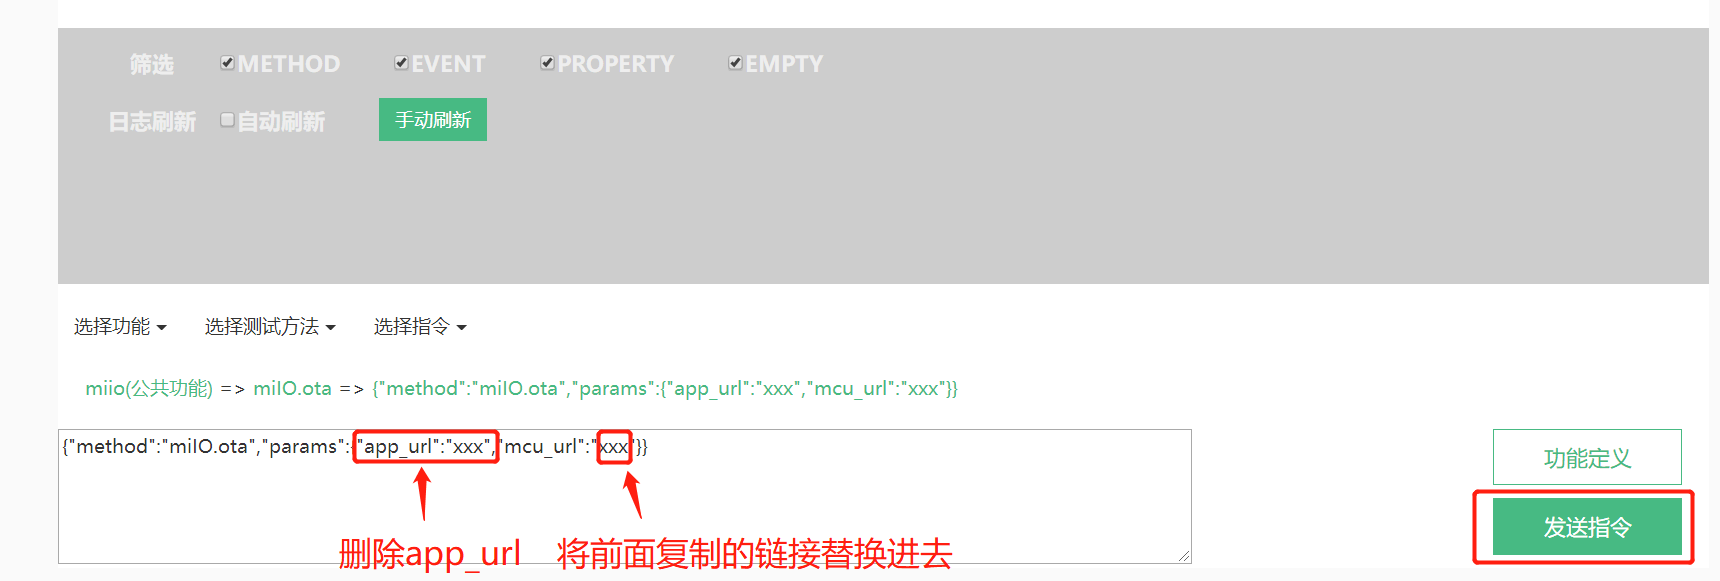 筛选 METHOD EVENT PROPERTY EMPTY
日志刷新 自动刷新 手动刷新
选择功能 选择测试方法 选择指令
miio(公共功能) => miIO.ota => {"method":"miIO.ota","params":{"app_url":"xxx","mcu_url":"xxx"}}
{"method":"miIO.ota","params":{"app_url":"xxx","mcu_url":"xxx"}}
功能定义
发送指令
删除app_url 将前面复制的链接替换进去